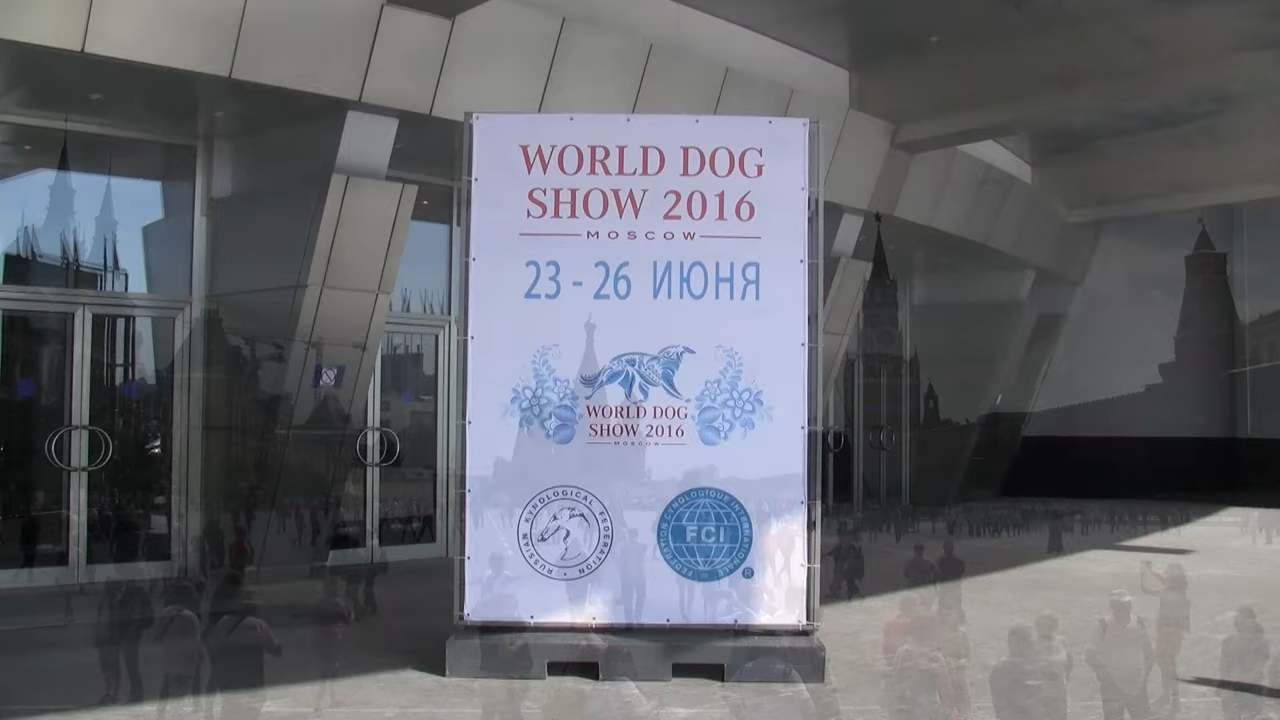 WORLD DOG
SHOW 2016
MOSCOW
23 - 26 ИЮНЯ
WORLD DOG
SHOW 2016
MOSCOW
RUSSIAN KYNOLOGICAL FEDERATION
FEDERATION CYNOLOGIQUE INTERNATIONALE
FCI
®